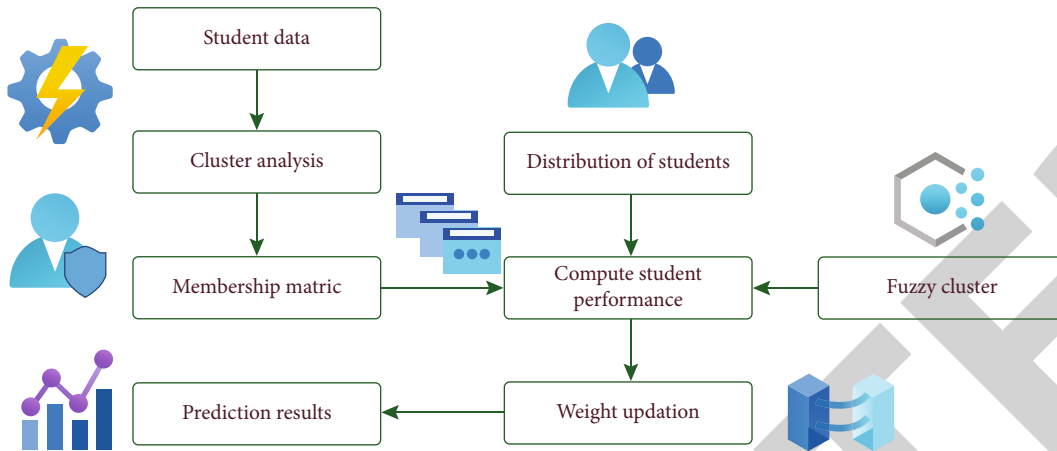 Student data
Cluster analysis
Distribution of students
Membership matric
Compute student
performance
Fuzzy cluster
Prediction results
Weight updation